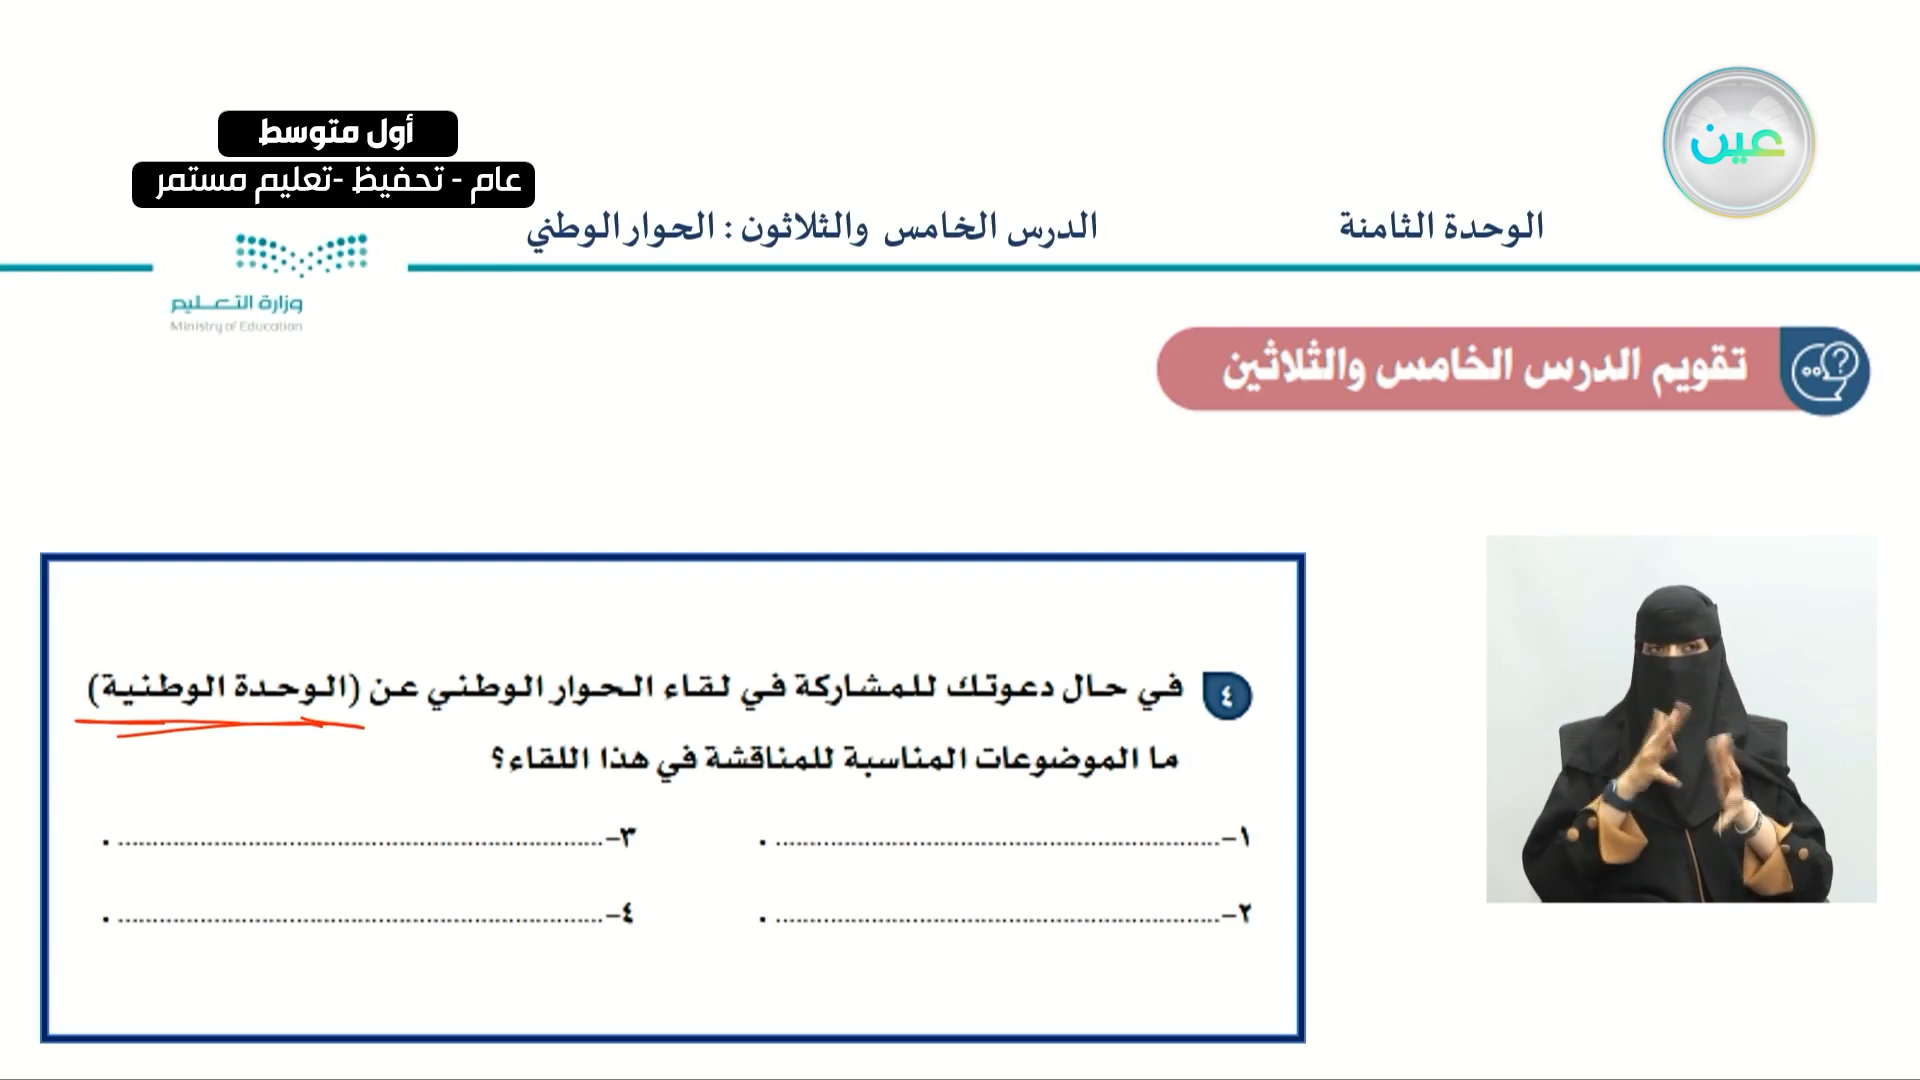 عين
أول متوسط
عام - تحفيظ -تعليم مستمر
الوحدة الثامنة
الدرس الخامس والثلاثون : الحوار الوطني
وزارة التعـــليم
Ministry of Education
تقويم الدرس الخامس والثلاثين
٤ في حال دعوتك للمشاركة في لقاء الحوار الوطني عن (الوحدة الوطنية)
ما الموضوعات المناسبة للمناقشة في هذا اللقاء؟
١-.................................................. .
٣-.................................................. .
٢-.................................................. .
٤-.................................................. .